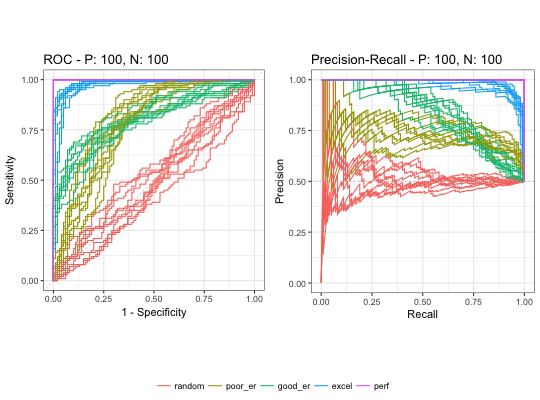 ROC - P: 100, N: 100
1.00
0.75
0.50
0.25
0.00
Sensitivity
0.00 0.25 0.50 0.75 1.00
1 - Specificity
Precision-Recall - P: 100, N: 100
1.00
0.75
0.50
0.25
0.00
Precision
0.00 0.25 0.50 0.75 1.00
Recall
random poor_er good_er excel perf